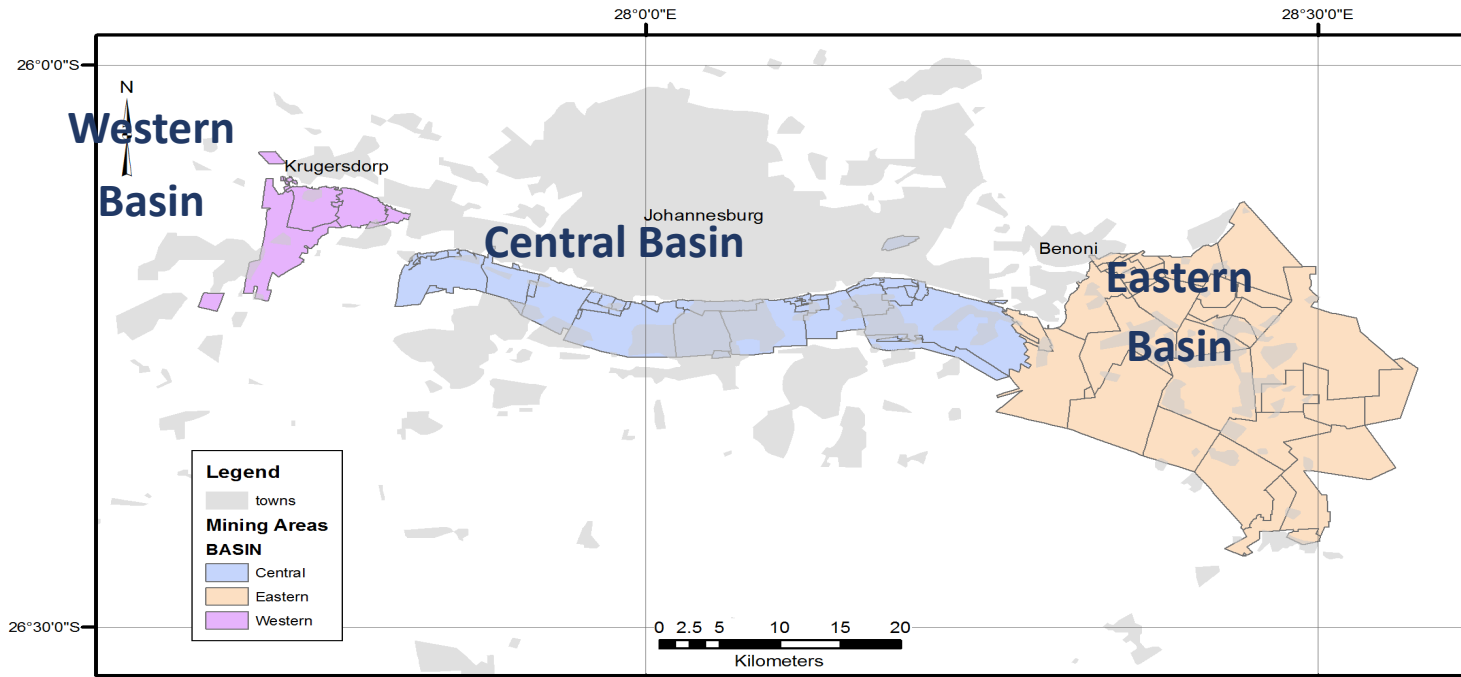 28°0'0"E
28°30'0"E
26°0'0"S
N
Western
Basin
Krugersdorp
Johannesburg
Central Basin
Benoni
Eastern
Basin
Legend
towns
Mining Areas
BASIN
Central
Eastern
Western
26°30'0"S
0 2.5 5 10 15 20
Kilometers